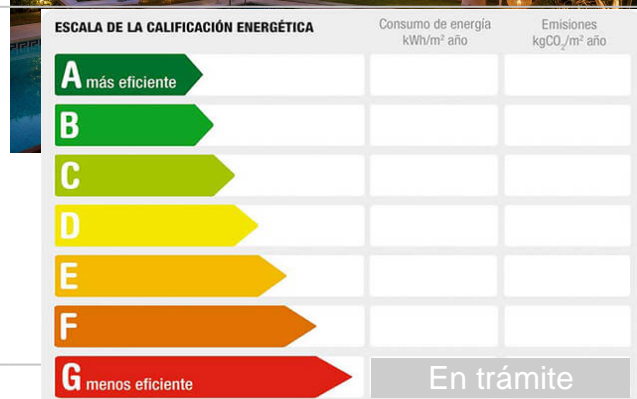 ESCALA DE LA CALIFICACIÓN ENERGÉTICA
Consumo de energía
kWh/m² año
Emisiones
kgCO₂/m² año
A más eficiente
B
C
D
E
F
G menos eficiente
En trámite